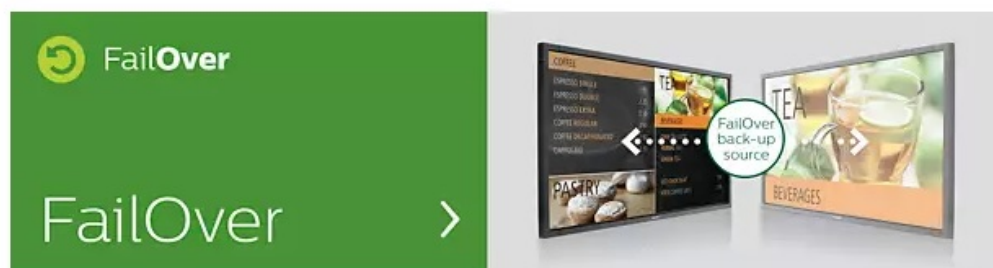 FailOver
FailOver
COFFEE
ESPRESSO SINGLE
ESPRESSO DOUBLE
ESPRESSO EXTRA
COFFEE REGULAR
COFFEE DECAFFEINATED
CAPPUCCINO
PASTRY
TEA
BEVERAGES
FailOver
back-up
source
TEA
BEVERAGES